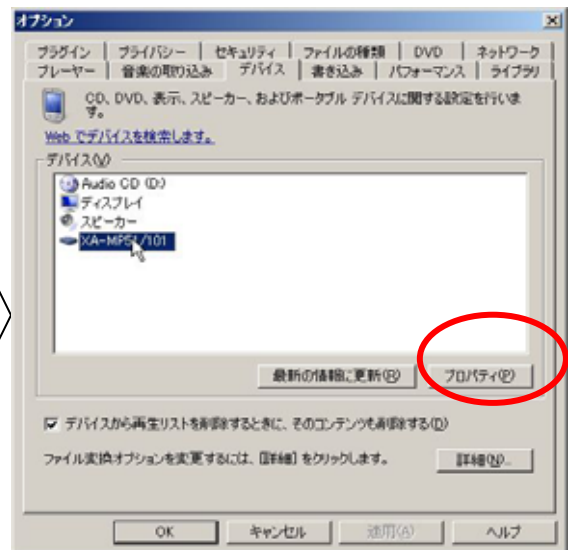 オプション
プラグイン プライバシー セキュリティ ファイルの種類 DVD ネットワーク
プレーヤー 音楽の取り込み デバイス 書き込み パフォーマンス ライブラリ
CD、DVD、表示、スピーカー、およびポータブル デバイスに関する設定を行いま
す。
Web でデバイスを検索します。
デバイス(V)
Audio CD (D:)
ディスプレイ
スピーカー
XA-MP51/101
最新の情報に更新(R) プロパティ(P)
デバイスから再生リストを削除するときに、そのコンテンツも削除する(D)
ファイル変換オプションを変更するには、[詳細] をクリックします。 詳細(N)...
OK キャンセル 適用(A) ヘルプ